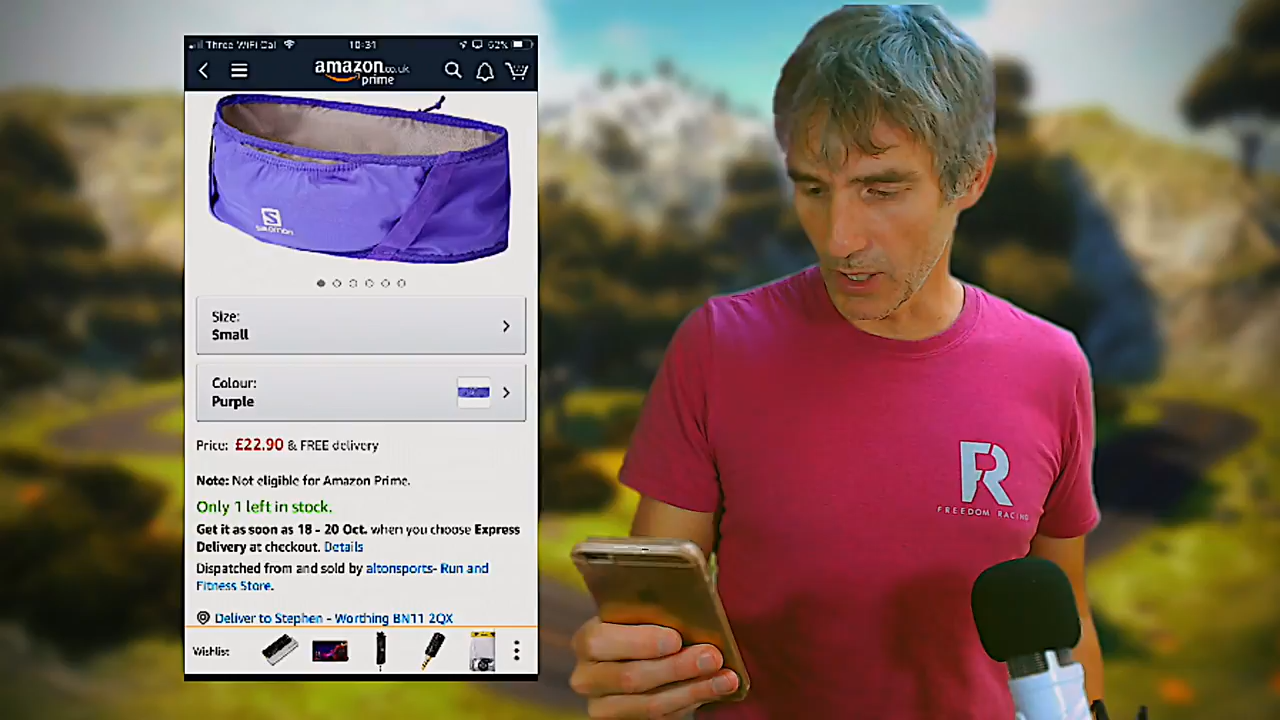 Three WiFi Cal 10:31 62%
amazon.co.uk
prime
S
salomon
Size:
Small
Colour:
Purple
Price: £22.90 & FREE delivery
Note: Not eligible for Amazon Prime.
Only 1 left in stock.
Get it as soon as 18 - 20 Oct. when you choose Express
Delivery at checkout. Details
Dispatched from and sold by altonsports- Run and
Fitness Store.
Deliver to Stephen - Worthing BN11 2QX
Wishlist
FR
FREEDOM RACING